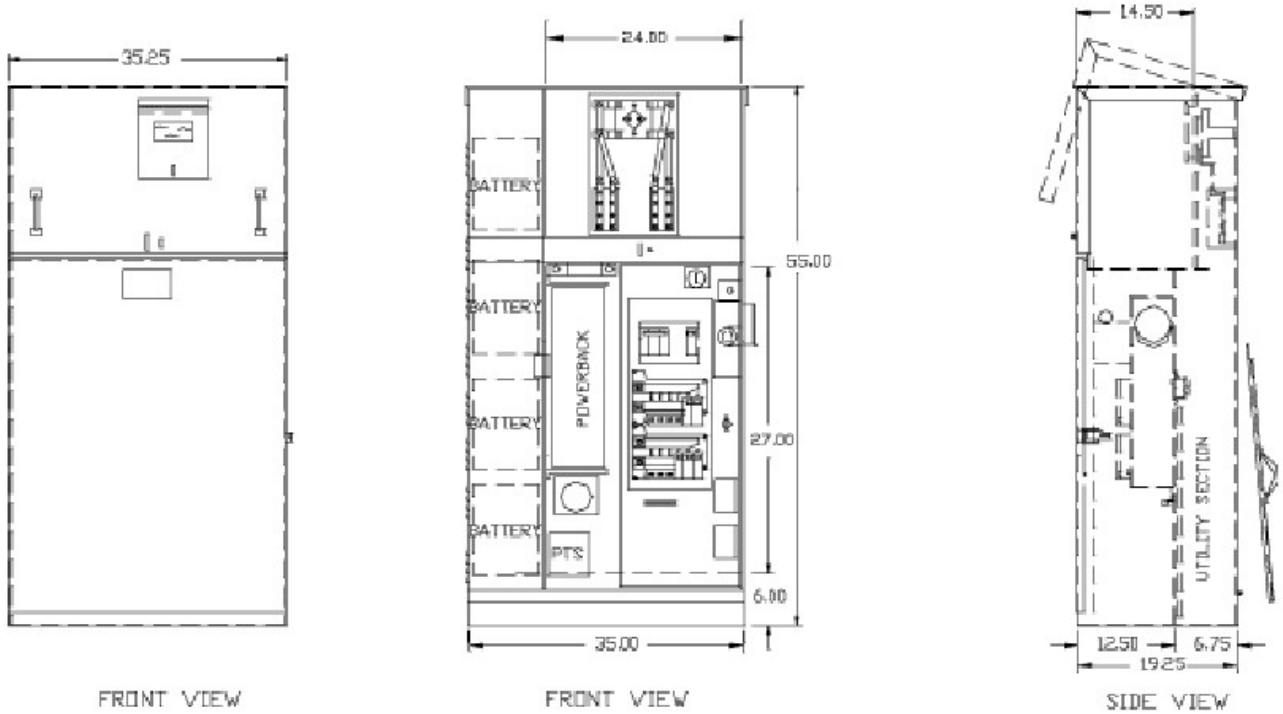 35.25
FRONT VIEW
24.00
BATTERY
BATTERY
BATTERY
BATTERY
POWERBACK
PTS
55.00
27.00
6.00
35.00
FRONT VIEW
14.50
UTILITY SECTION
12.50
6.75
19.25
SIDE VIEW